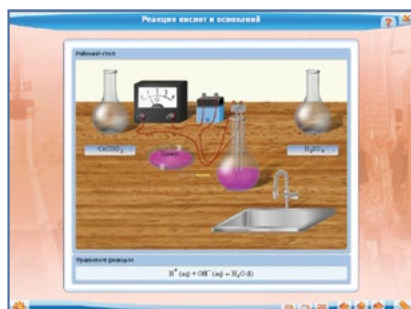 Реакция кислот и оснований
Рабочий стол
Ca(OH)₂
H₂SO₄
Уравнение реакции
H⁺ (aq) + OH⁻ (aq) = H₂O (l)